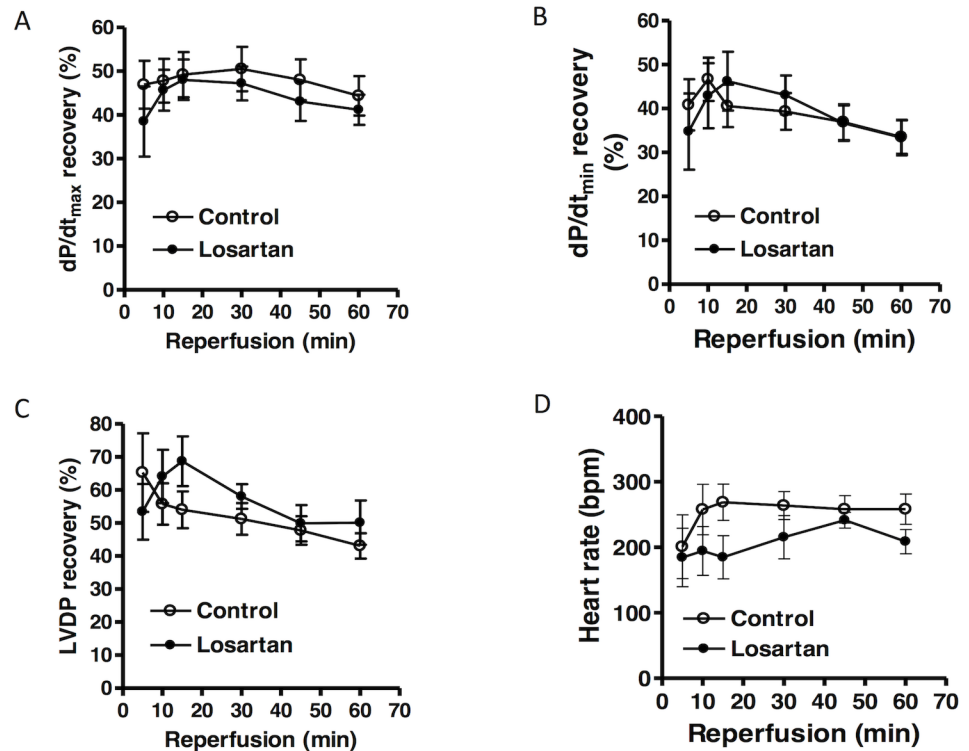 A
dP/dt max recovery (%)
60
50
40
30
20
10
0
Control
Losartan
0 10 20 30 40 50 60 70
Reperfusion (min)
B
dP/dt min recovery
(%)
60
50
40
30
20
10
0
Control
Losartan
0 10 20 30 40 50 60 70
Reperfusion (min)
C
LVDP recovery (%)
80
70
60
50
40
30
20
10
0
Control
Losartan
0 10 20 30 40 50 60 70
Reperfusion (min)
D
Heart rate (bpm)
400
300
200
100
0
Control
Losartan
0 10 20 30 40 50 60 70
Reperfusion (min)